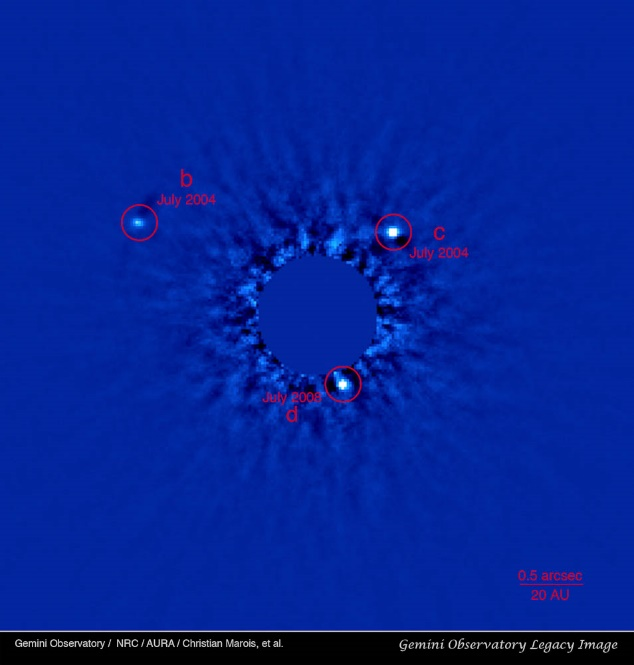 b
July 2004
c
July 2004
July 2008
d
0.5 arcsec
20 AU
Gemini Observatory / NRC / AURA / Christian Marois, et al.
Gemini Observatory Legacy Image